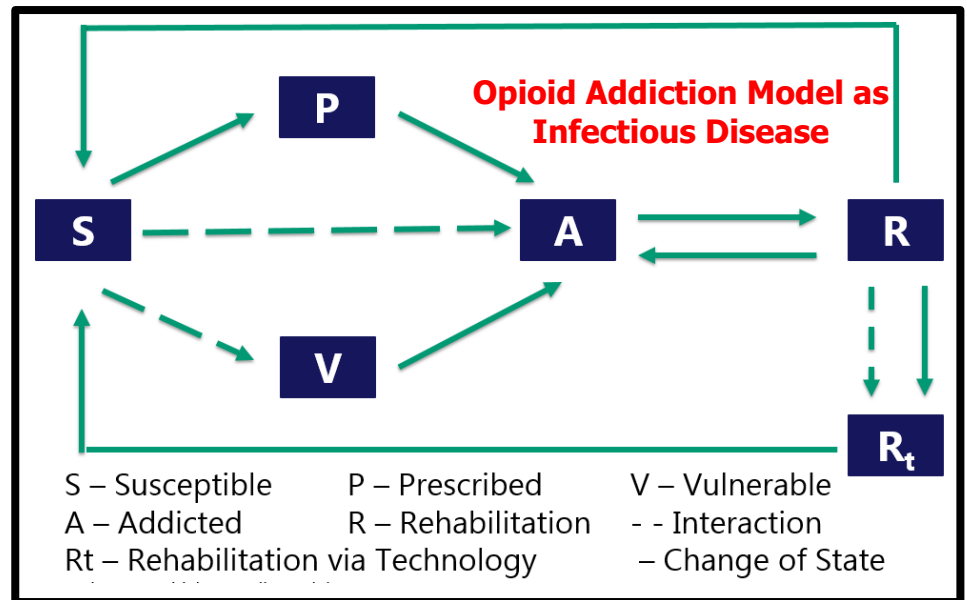 P
Opioid Addiction Model as
Infectious Disease
S
A
R
V
Rt
S – Susceptible P – Prescribed V – Vulnerable
A – Addicted R – Rehabilitation - - Interaction
Rt – Rehabilitation via Technology – Change of State